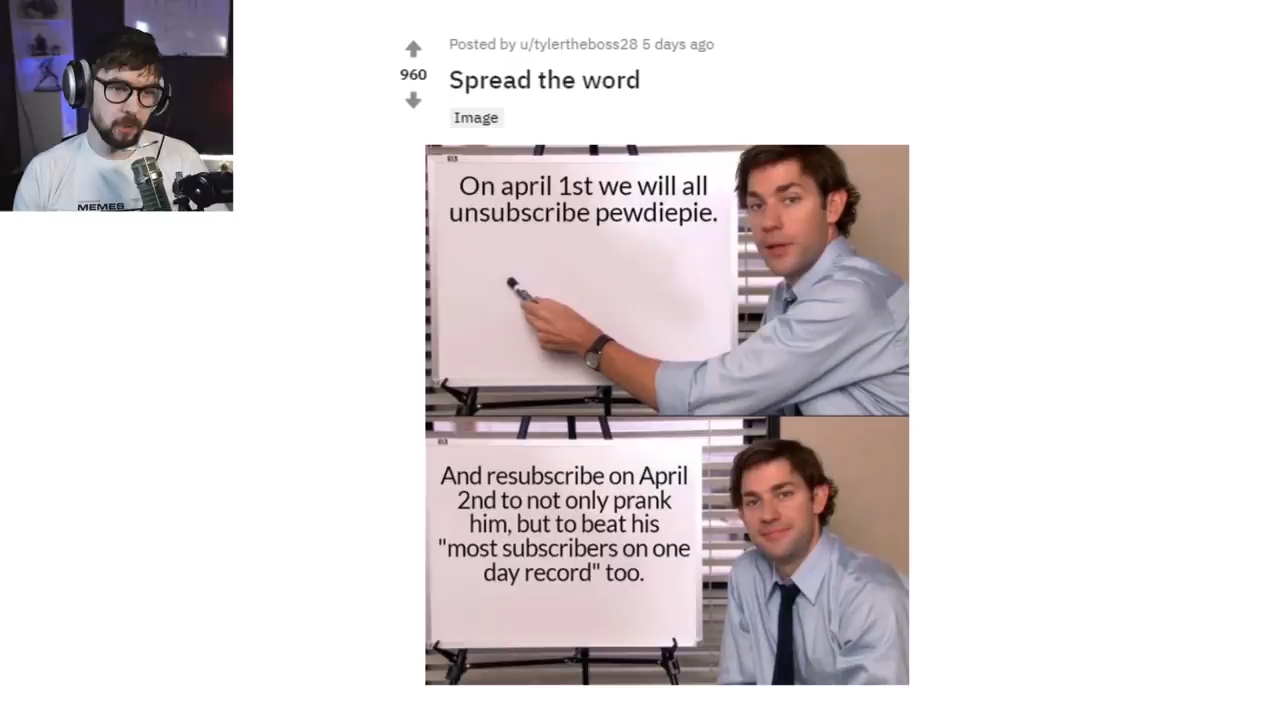 Posted by u/tylertheboss28 5 days ago
960
Spread the word
Image
On april 1st we will all
unsubscribe pewdiepie.
And resubscribe on April
2nd to not only prank
him, but to beat his
"most subscribers on one
day record" too.
MEMES